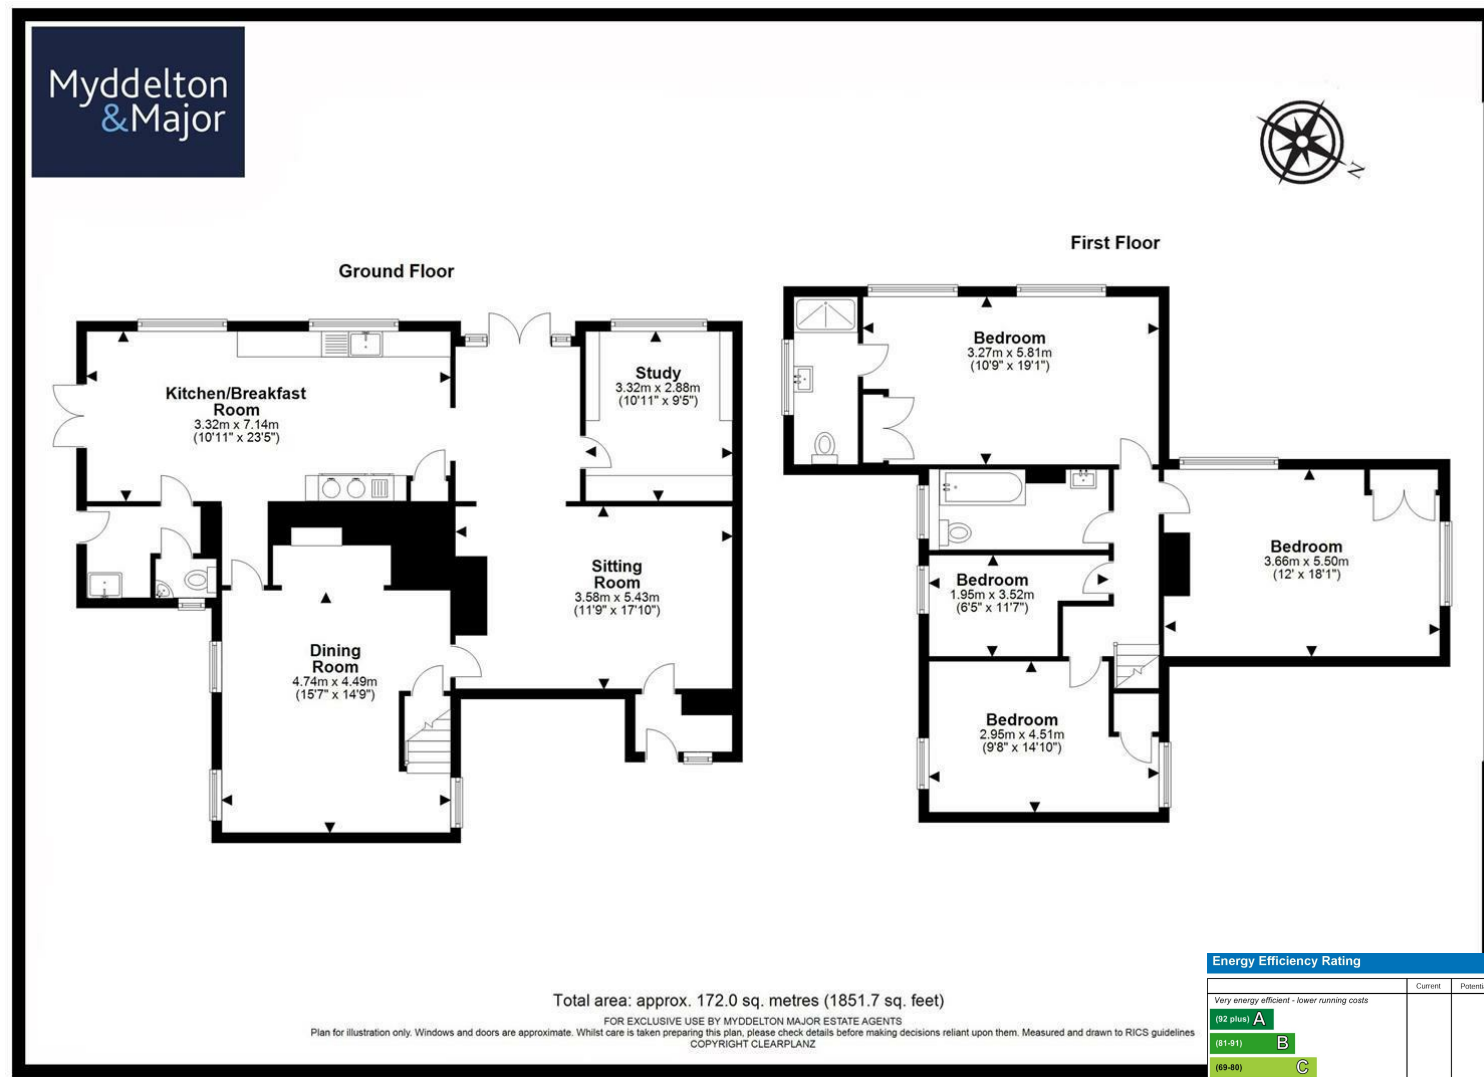 Myddelton
&Major
N
First Floor
Ground Floor
Kitchen/Breakfast
Room
3.32m x 7.14m
(10'11" x 23'5")
Study
3.32m x 2.88m
(10'11" x 9'5")
Sitting
Room
3.58m x 5.43m
(11'9" x 17'10")
Dining
Room
4.74m x 4.49m
(15'7" x 14'9")
Bedroom
3.27m x 5.81m
(10'9" x 19'1")
Bedroom
3.66m x 5.50m
(12' x 18'1")
Bedroom
1.95m x 3.52m
(6'5" x 11'7")
Bedroom
2.95m x 4.51m
(9'8" x 14'10")
Total area: approx. 172.0 sq. metres (1851.7 sq. feet)
FOR EXCLUSIVE USE BY MYDDELTON MAJOR ESTATE AGENTS
Plan for illustration only. Windows and doors are approximate. Whilst care is taken preparing this plan, please check details before making decisions reliant upon them. Measured and drawn to RICS guidelines
COPYRIGHT CLEARPLANZ
Energy Efficiency Rating
Current Potenti
Very energy efficient - lower running costs
(92 plus) A
(81-91) B
(69-80) C